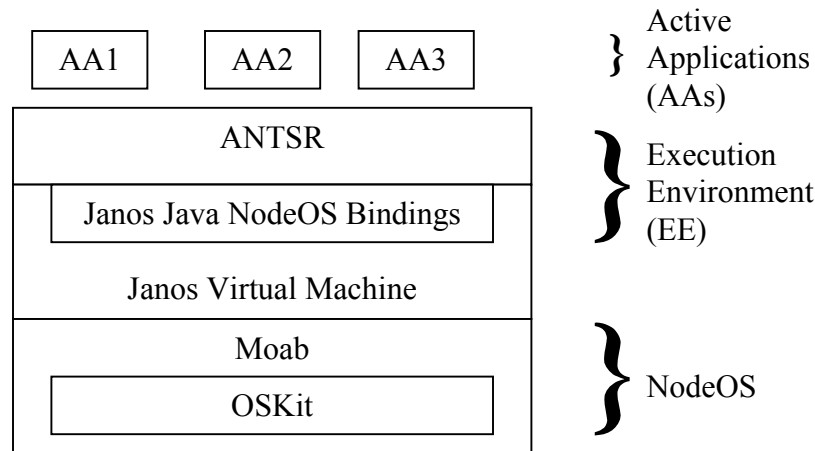 AA1 AA2 AA3
Active
Applications
(AAs)
ANTSR
Janos Java NodeOS Bindings
Janos Virtual Machine
Execution
Environment
(EE)
Moab
OSKit
NodeOS